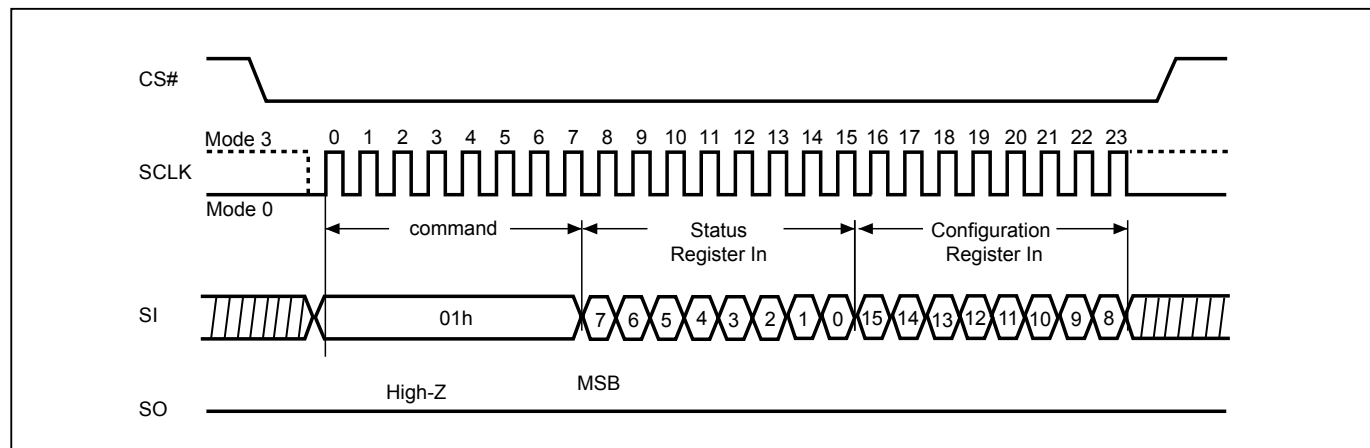 CS#
0 1 2 3 4 5 6 7 8 9 10 11 12 13 14 15 16 17 18 19 20 21 22 23
Mode 3
SCLK
Mode 0
command
Status
Register In
Configuration
Register In
SI
01h
7 6 5 4 3 2 1 0 15 14 13 12 11 10 9 8
High-Z
MSB
SO